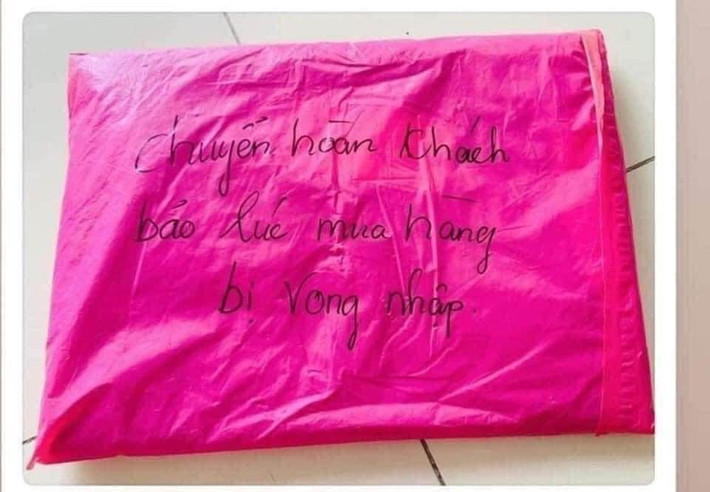 chuyển hoàn khách
báo lúc mua hàng
bị vong nhập.